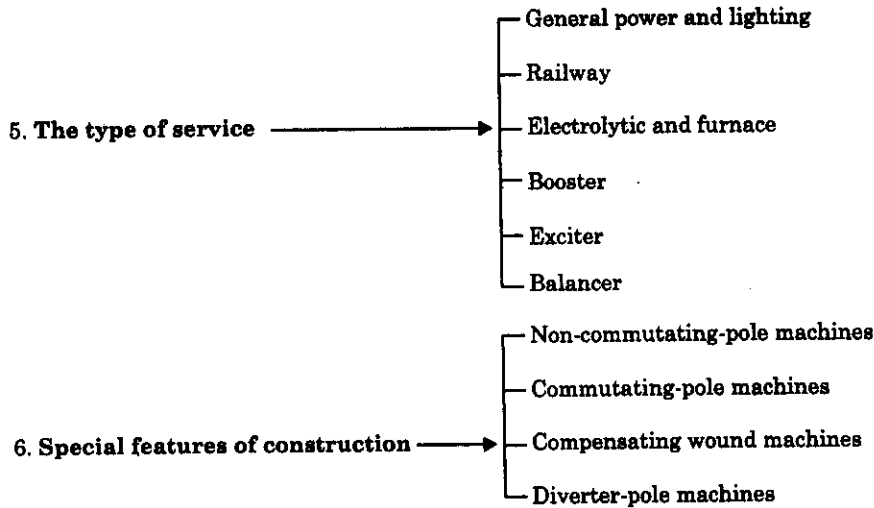 5. The type of service
General power and lighting
Railway
Electrolytic and furnace
Booster
Exciter
Balancer
6. Special features of construction
Non-commutating-pole machines
Commutating-pole machines
Compensating wound machines
Diverter-pole machines